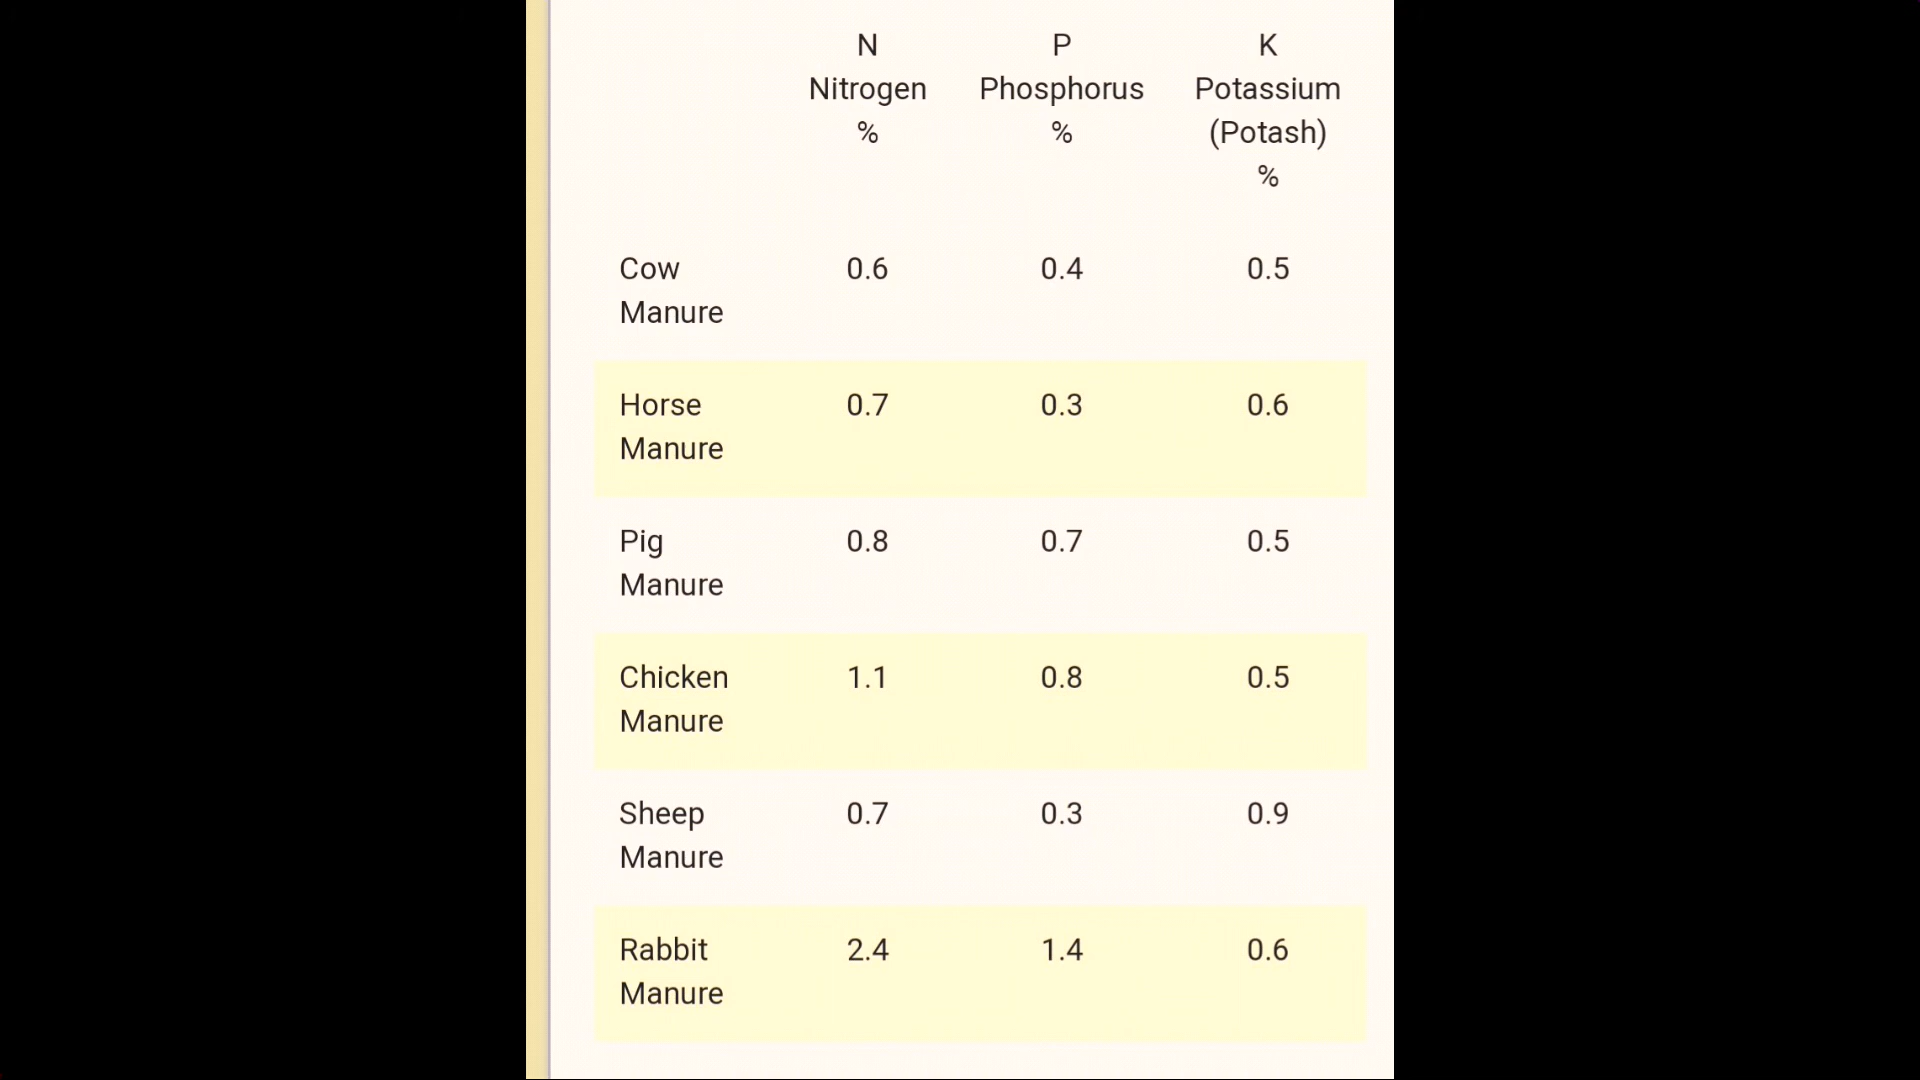 N P K
Nitrogen Phosphorus Potassium
% % (Potash)
%
Cow 0.6 0.4 0.5
Manure
Horse 0.7 0.3 0.6
Manure
Pig 0.8 0.7 0.5
Manure
Chicken 1.1 0.8 0.5
Manure
Sheep 0.7 0.3 0.9
Manure
Rabbit 2.4 1.4 0.6
Manure